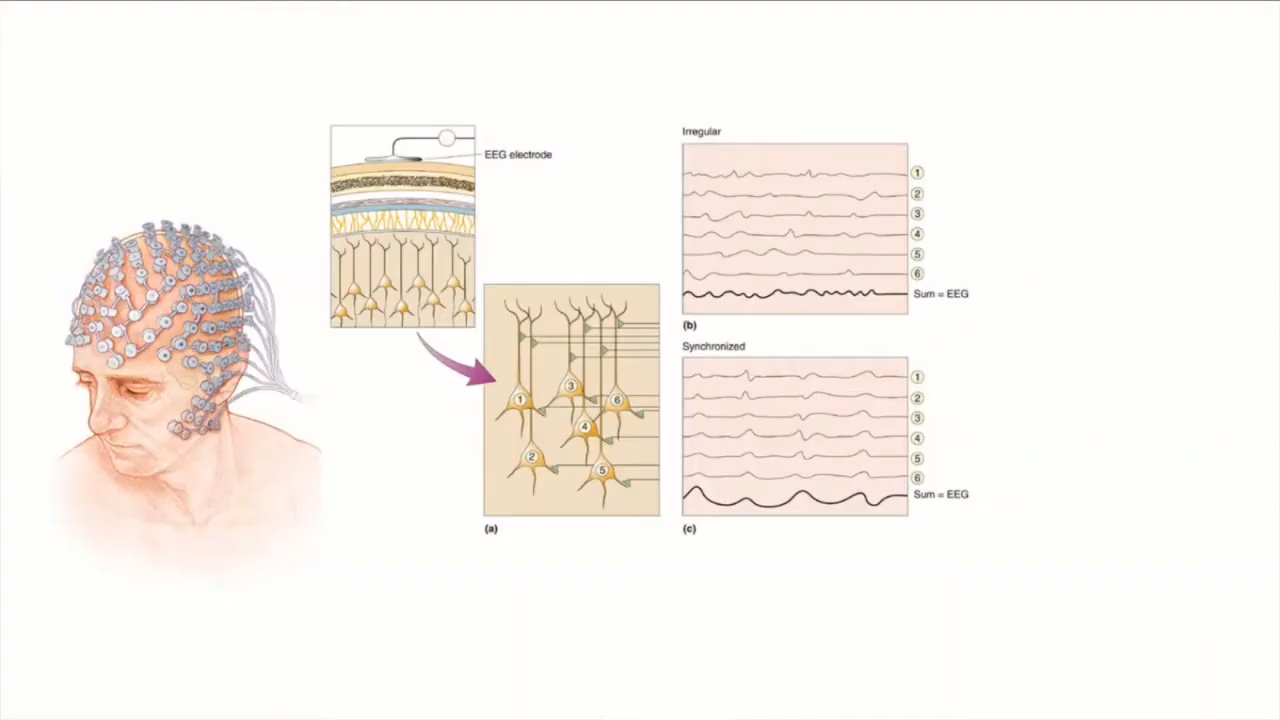 EEG electrode
1
2
3
4
5
6
(a)
Irregular
1
2
3
4
5
6
Sum = EEG
(b)
Synchronized
1
2
3
4
5
6
Sum = EEG
(c)